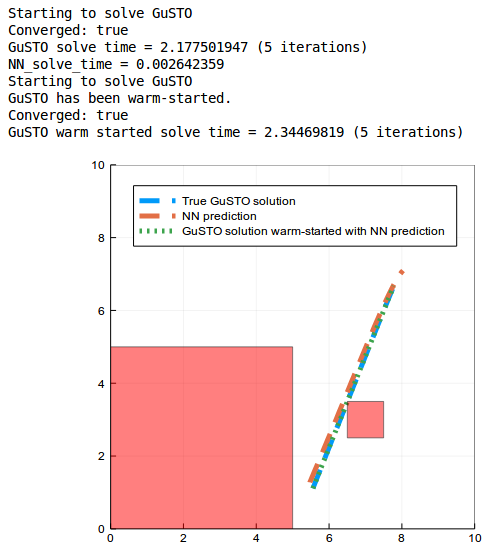 Starting to solve GuSTO
Converged: true
GuSTO solve time = 2.177501947 (5 iterations)
NN_solve_time = 0.002642359
Starting to solve GuSTO
GuSTO has been warm-started.
Converged: true
GuSTO warm started solve time = 2.34469819 (5 iterations)
10
True GuSTO solution
NN prediction
GuSTO solution warm-started with NN prediction
8
6
4
2
0
0 2 4 6 8 10